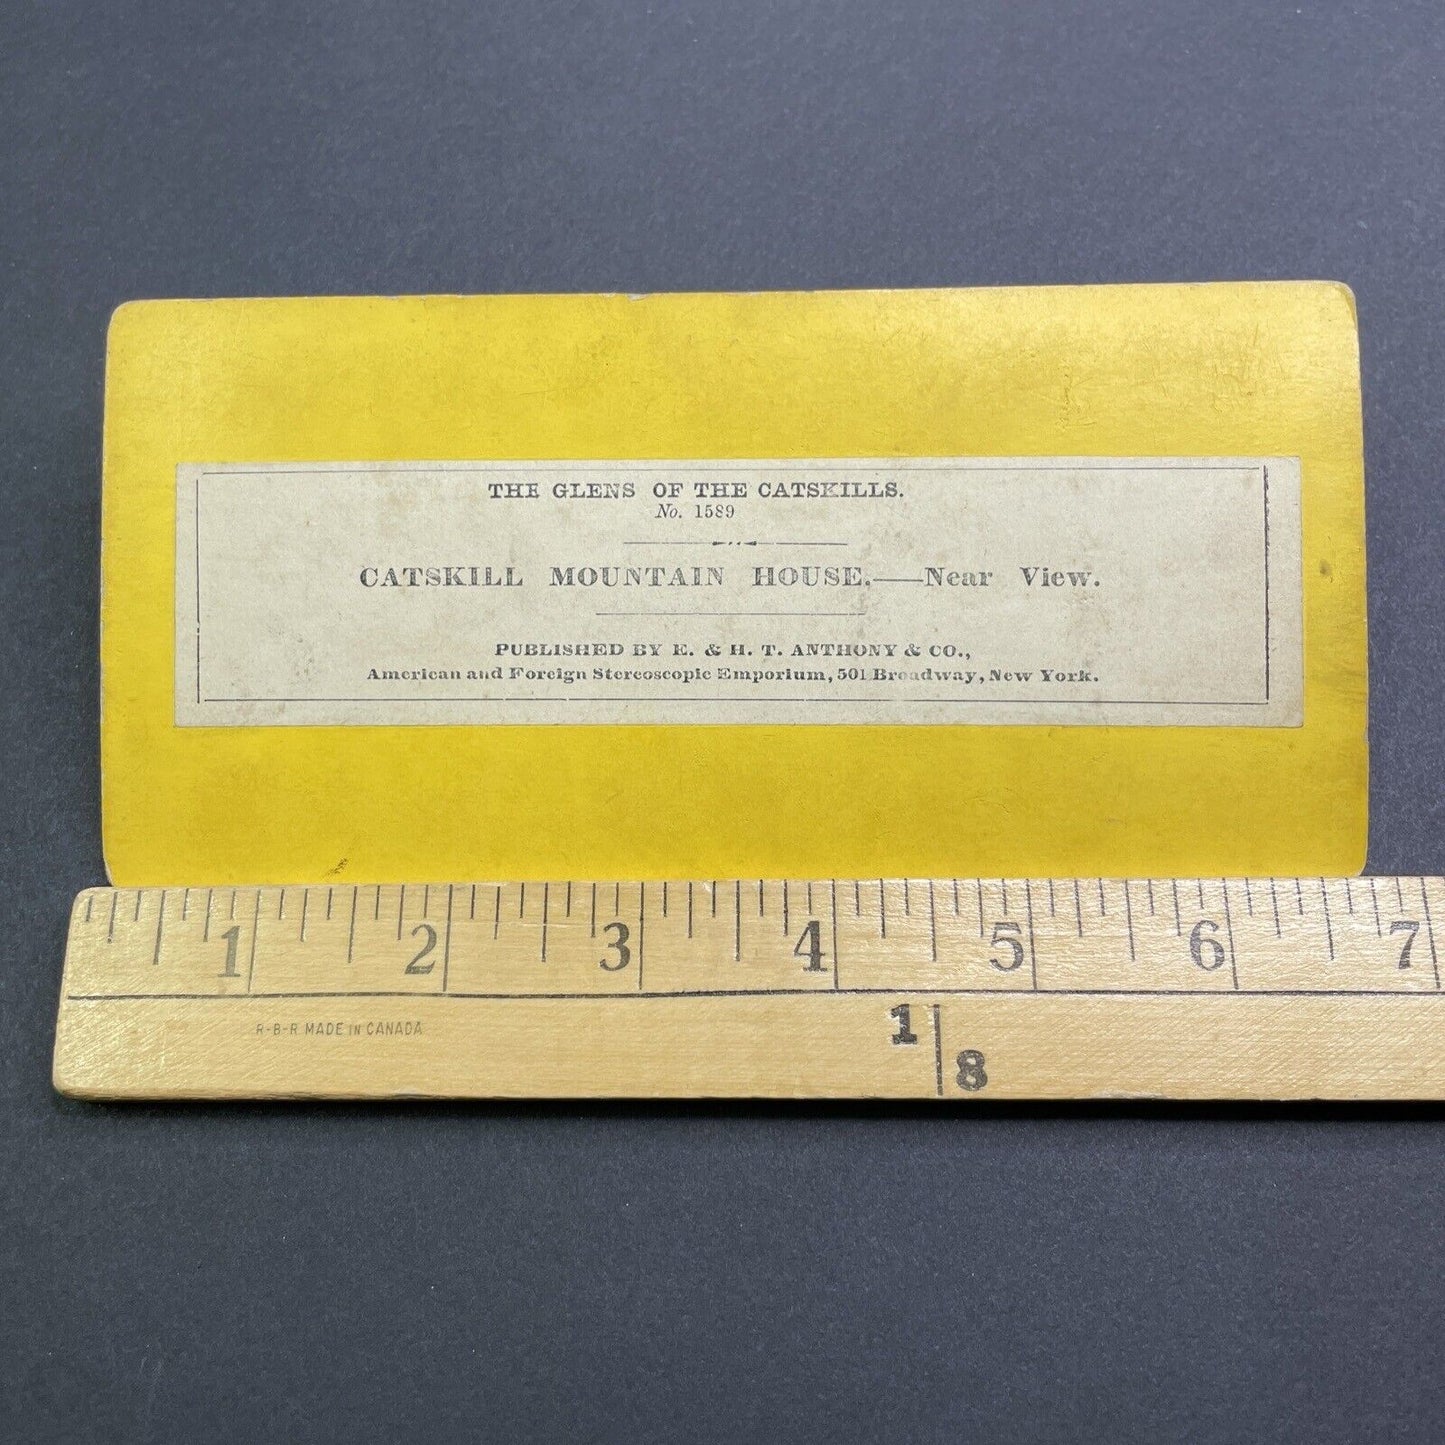 THE GLENS OF THE CATSKILLS.
No. 1589
CATSKILL MOUNTAIN HOUSE.——Near View.
PUBLISHED BY E. & H. T. ANTHONY & CO.,
American and Foreign Stereoscopic Emporium, 501 Broadway, New York.
1 2 3 4 5 6 7
R-B-R MADE IN CANADA
1 8